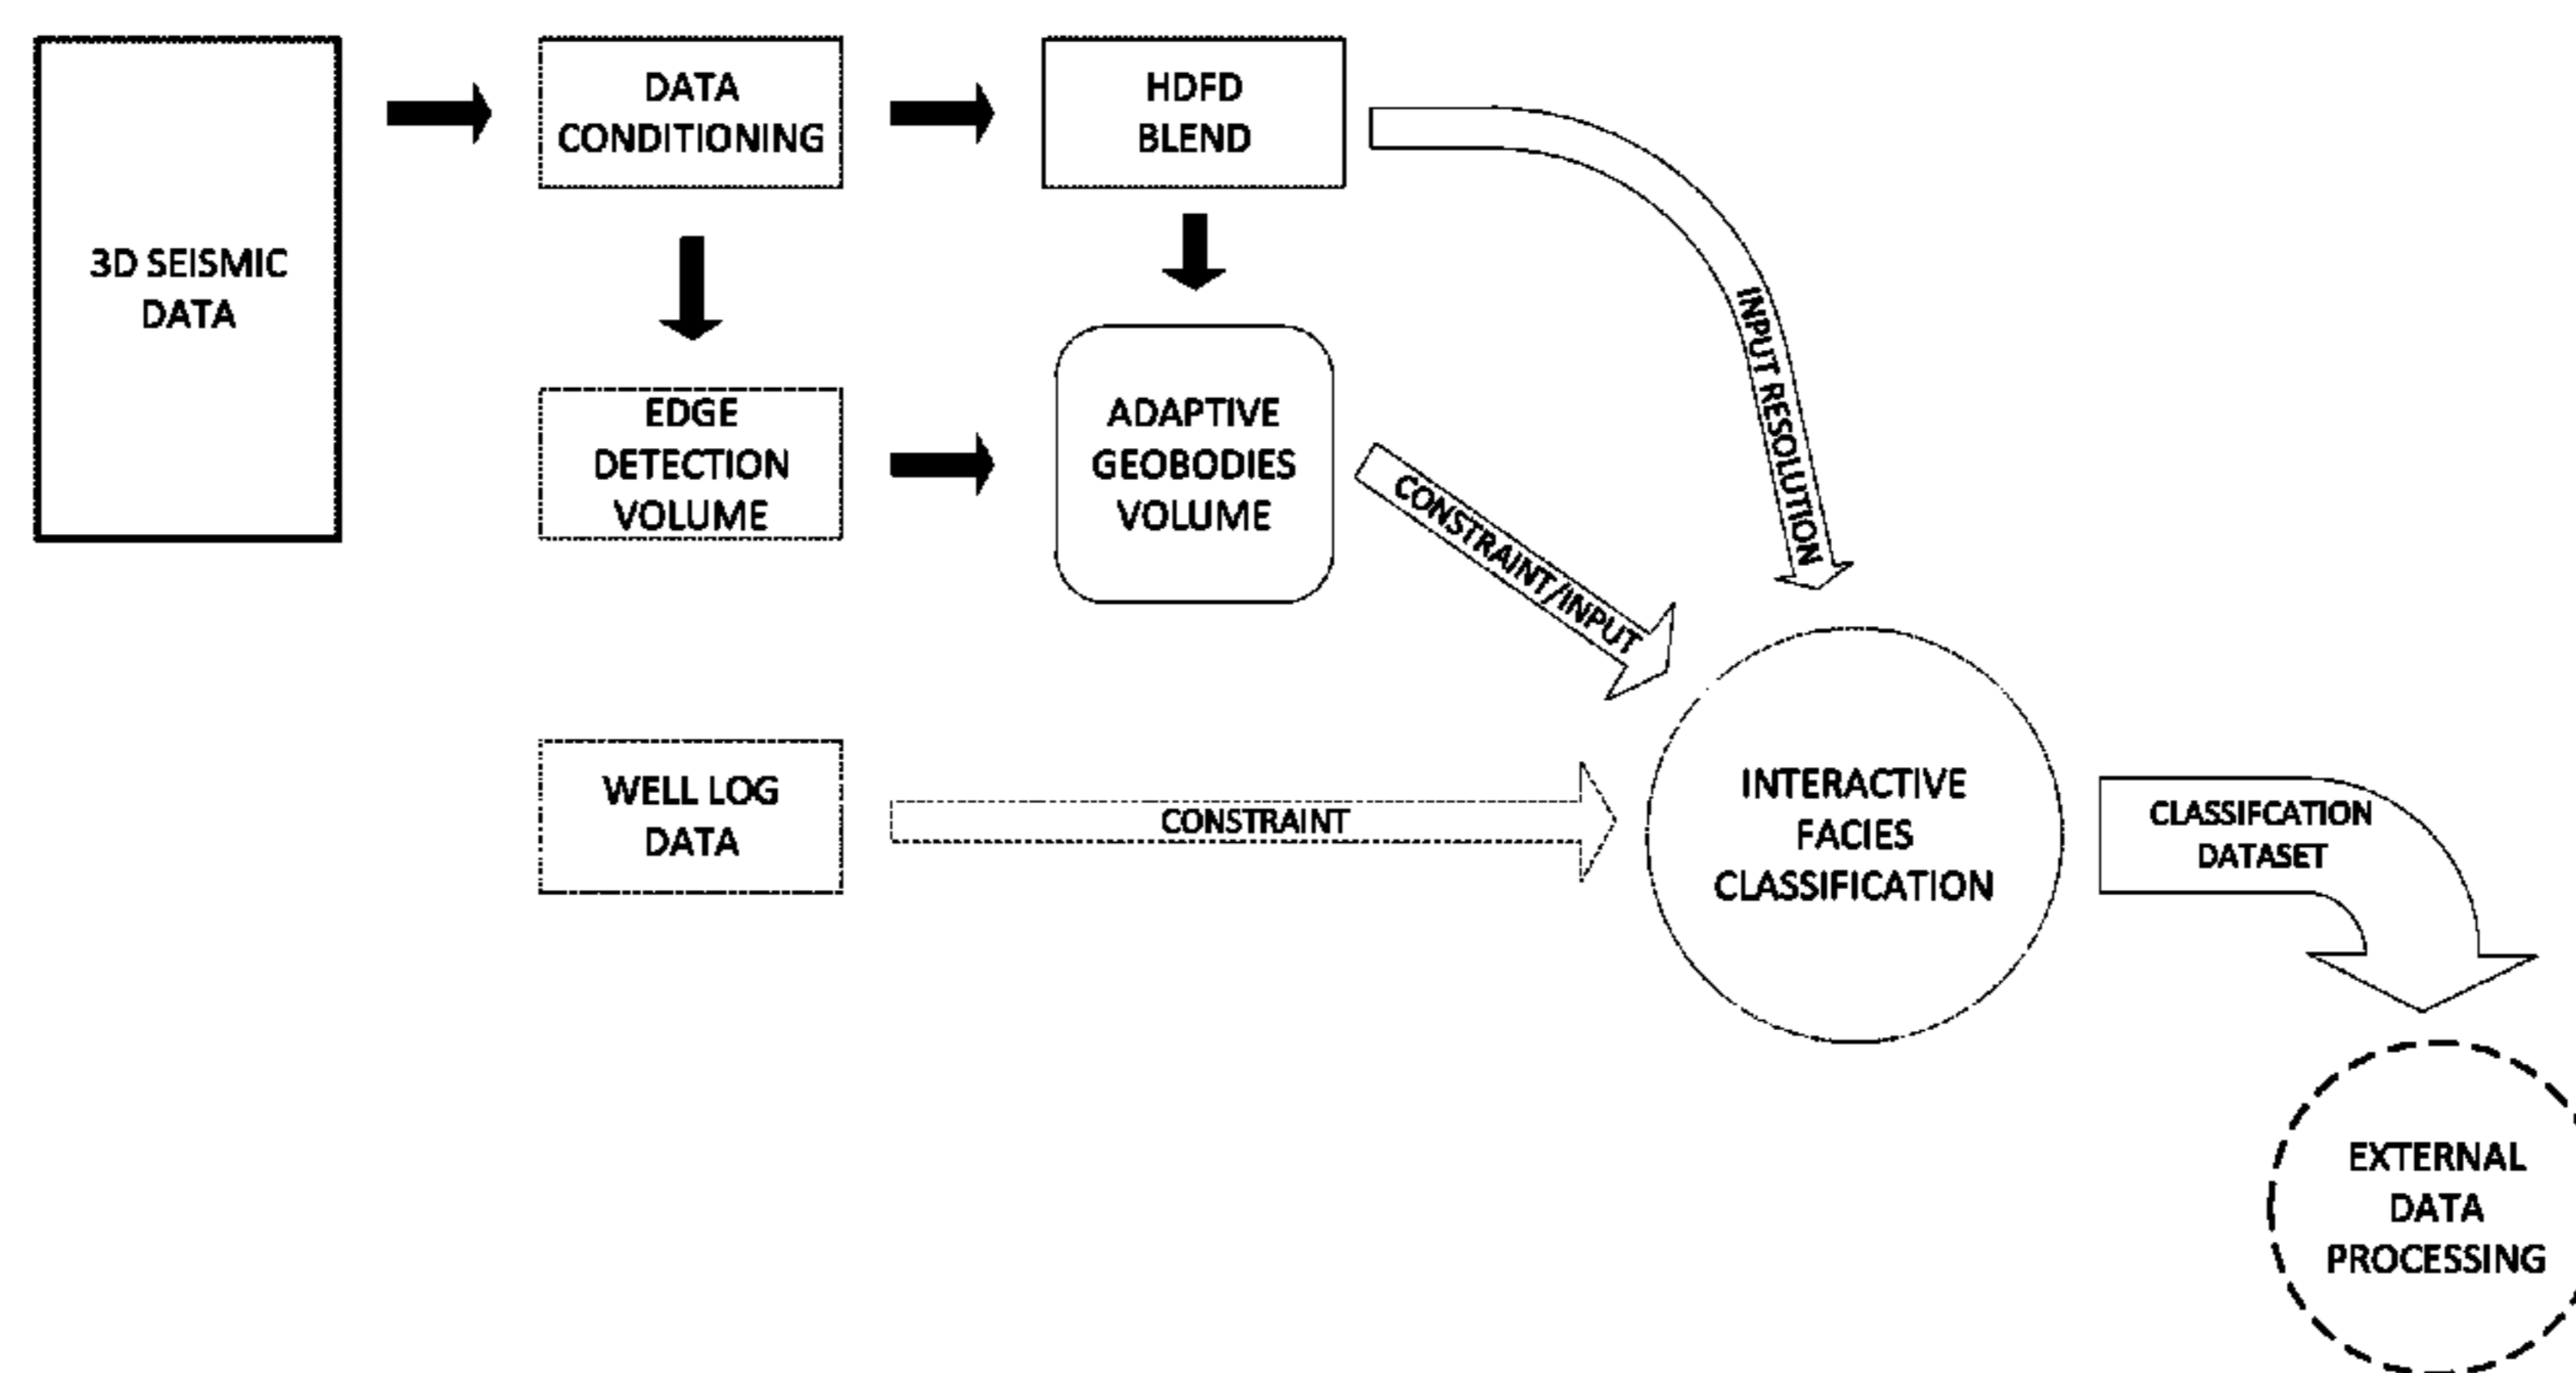 3D SEISMIC
DATA
DATA
CONDITIONING
HDFD
BLEND
EDGE
DETECTION
VOLUME
ADAPTIVE
GEOBODIES
VOLUME
INPUT RESOLUTION
CONSTRAINT/INPUT
WELL LOG
DATA
CONSTRAINT
INTERACTIVE
FACIES
CLASSIFICATION
CLASSIFCATION
DATASET
EXTERNAL
DATA
PROCESSING